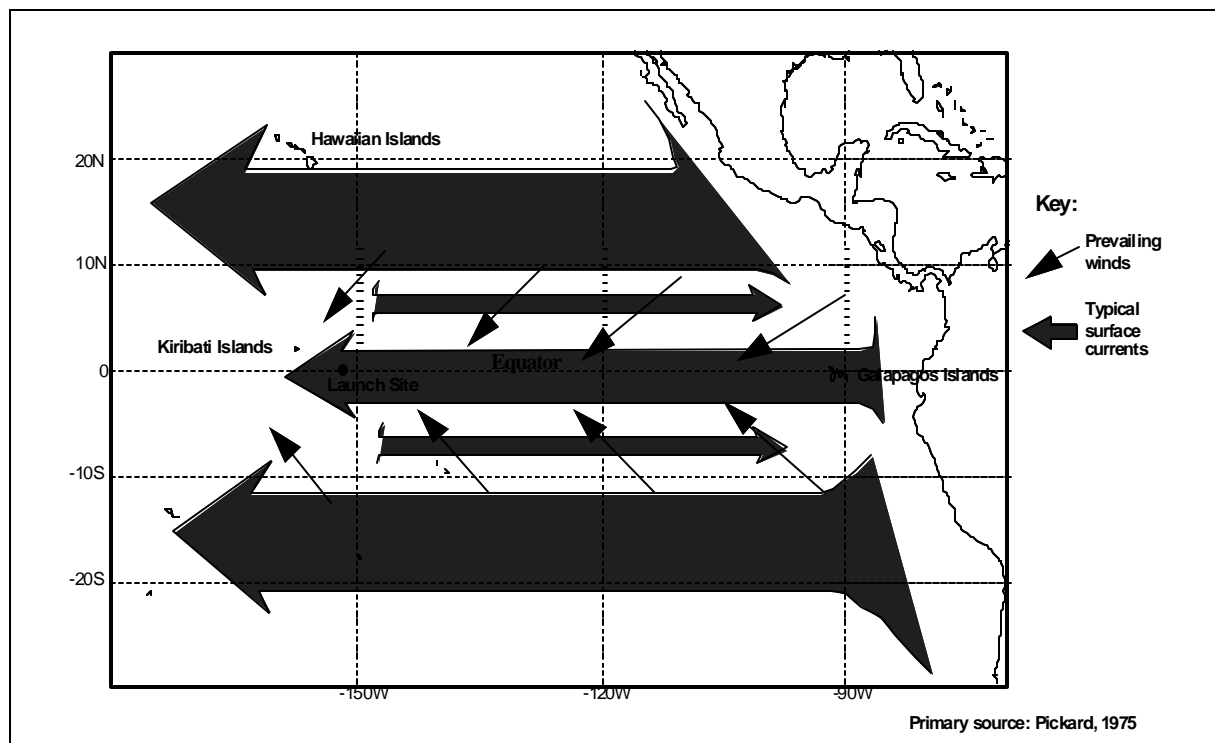 Hawaiian Islands
20N
Key:
Prevailing
winds
10N
Typical
surface
currents
Kiribati Islands
Equator
0
Launch Site
Galapagos Islands
-10S
-20S
-150W
-120W
-90W
Primary source: Pickard, 1975